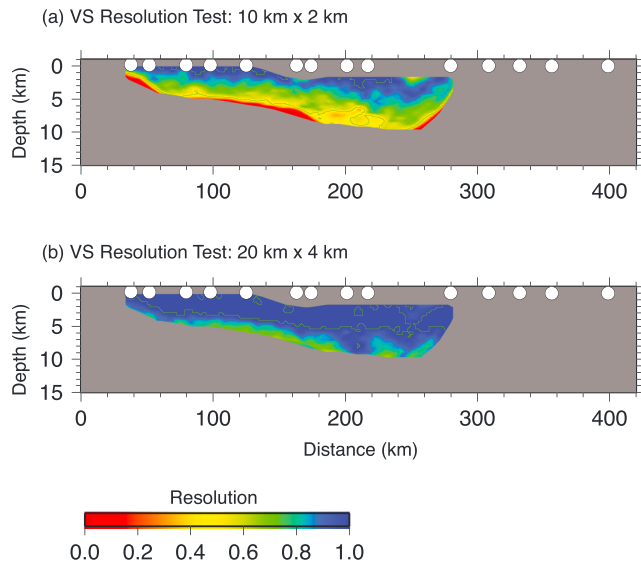 (a) VS Resolution Test: 10 km x 2 km
0
5
10
15
Depth (km)
0 100 200 300 400
(b) VS Resolution Test: 20 km x 4 km
0
5
10
15
Depth (km)
0 100 200 300 400
Distance (km)
Resolution
0.0 0.2 0.4 0.6 0.8 1.0